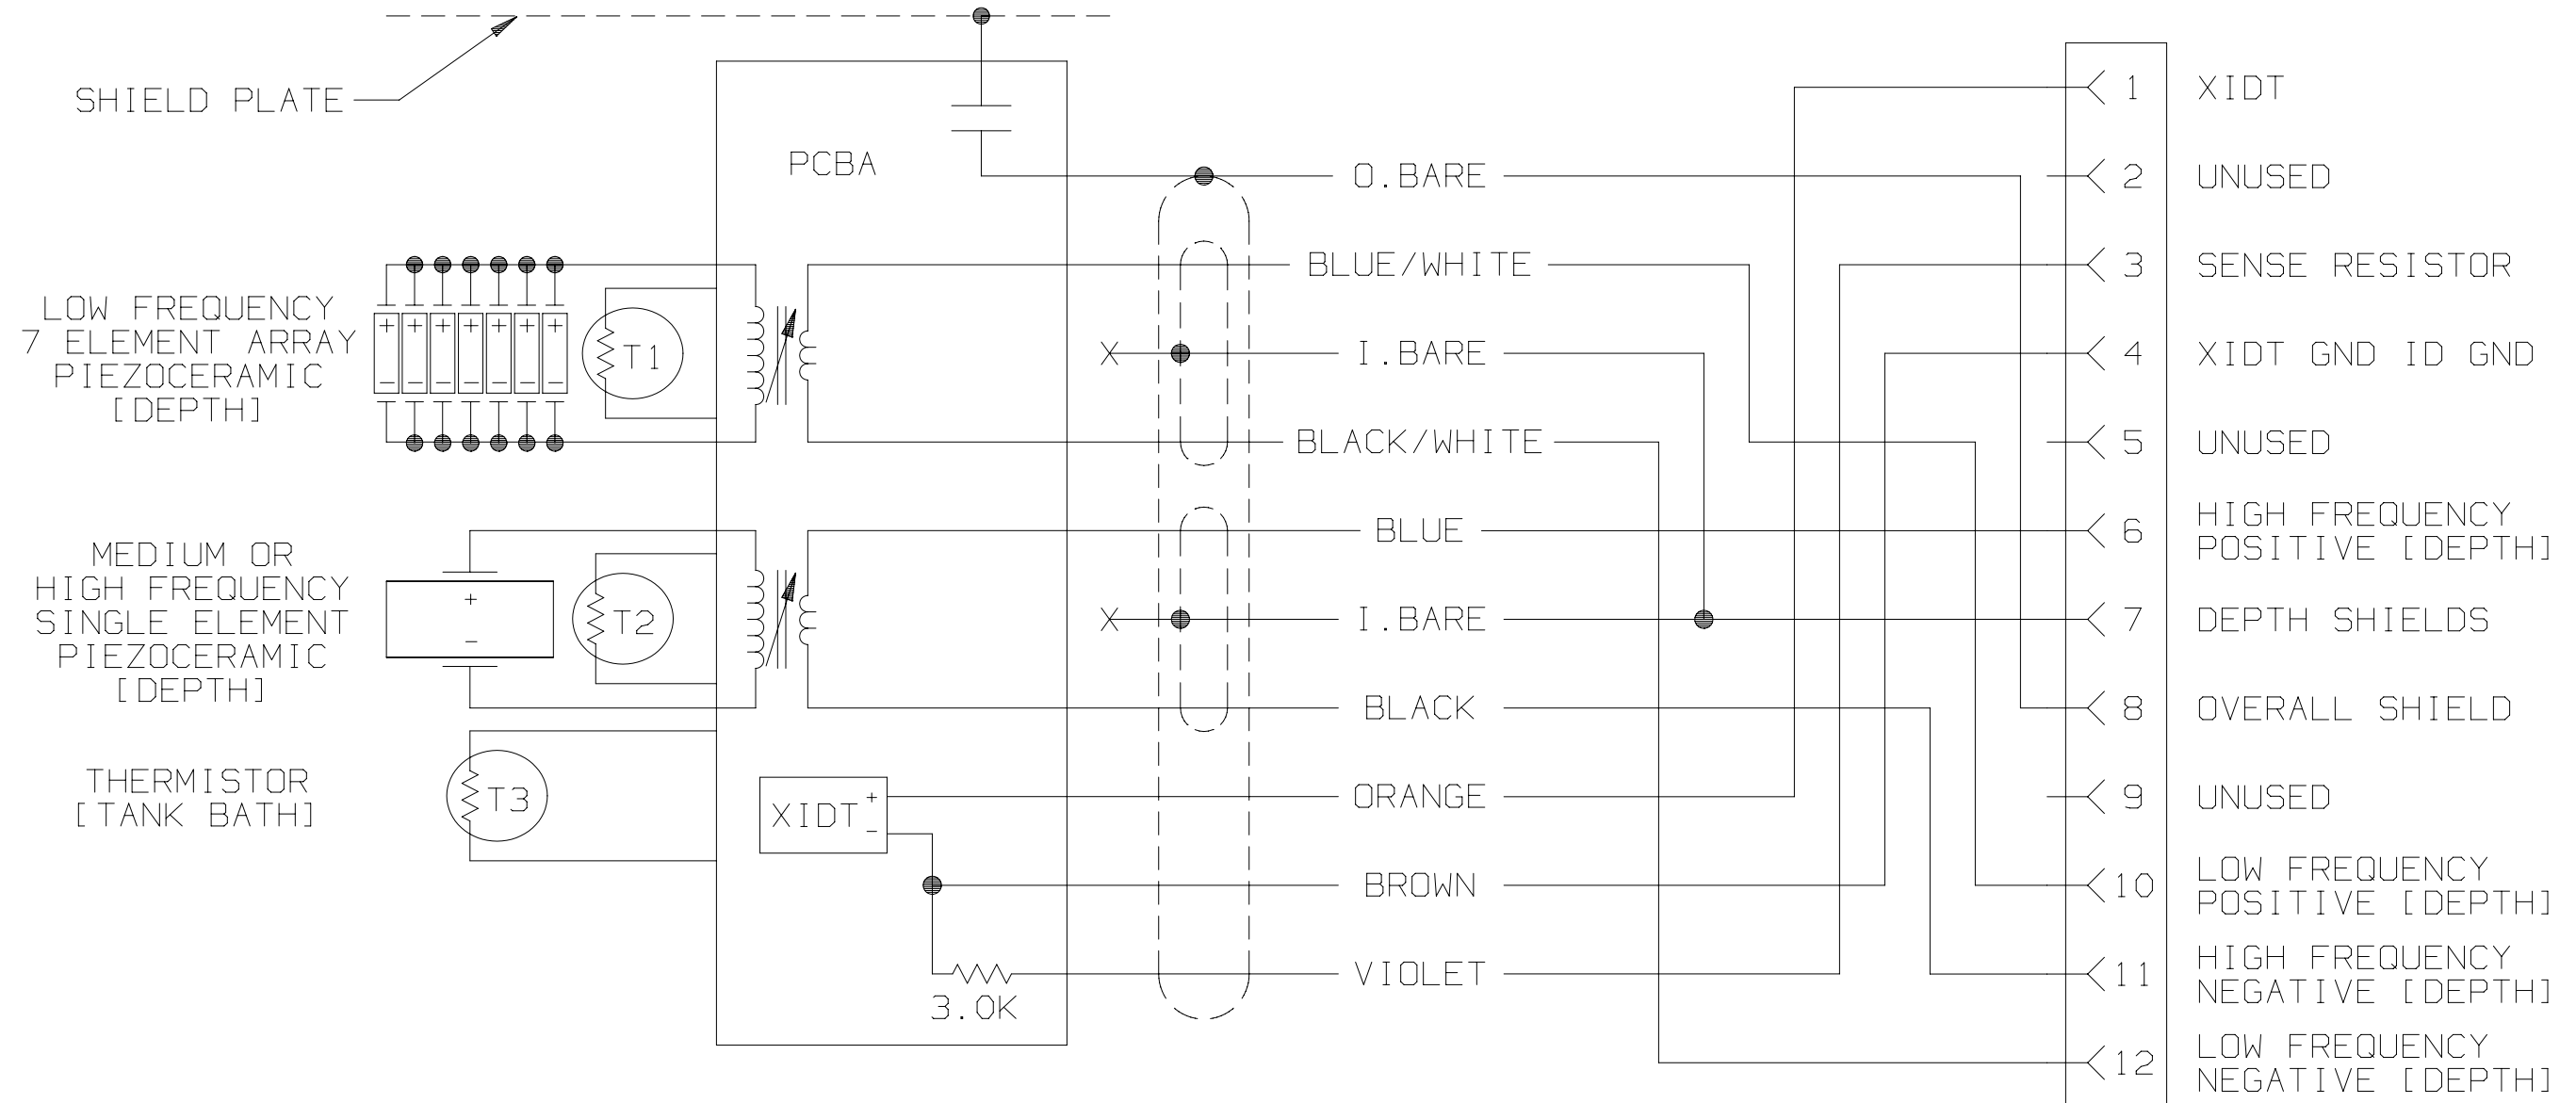 SHIELD PLATE
PCBA
LOW FREQUENCY
7 ELEMENT ARRAY
PIEZOCERAMIC
[DEPTH]
+ + + + + + +
- - - - - - -
T1
MEDIUM OR
HIGH FREQUENCY
SINGLE ELEMENT
PIEZOCERAMIC
[DEPTH]
+
-
T2
THERMISTOR
[TANK BATH]
T3
XIDT + -
3.0K
O.BARE
BLUE/WHITE
X I.BARE
BLACK/WHITE
BLUE
X I.BARE
BLACK
ORANGE
BROWN
VIOLET
1 XIDT
2 UNUSED
3 SENSE RESISTOR
4 XIDT GND ID GND
5 UNUSED
6 HIGH FREQUENCY
POSITIVE [DEPTH]
7 DEPTH SHIELDS
8 OVERALL SHIELD
9 UNUSED
10 LOW FREQUENCY
POSITIVE [DEPTH]
11 HIGH FREQUENCY
NEGATIVE [DEPTH]
12 LOW FREQUENCY
NEGATIVE [DEPTH]